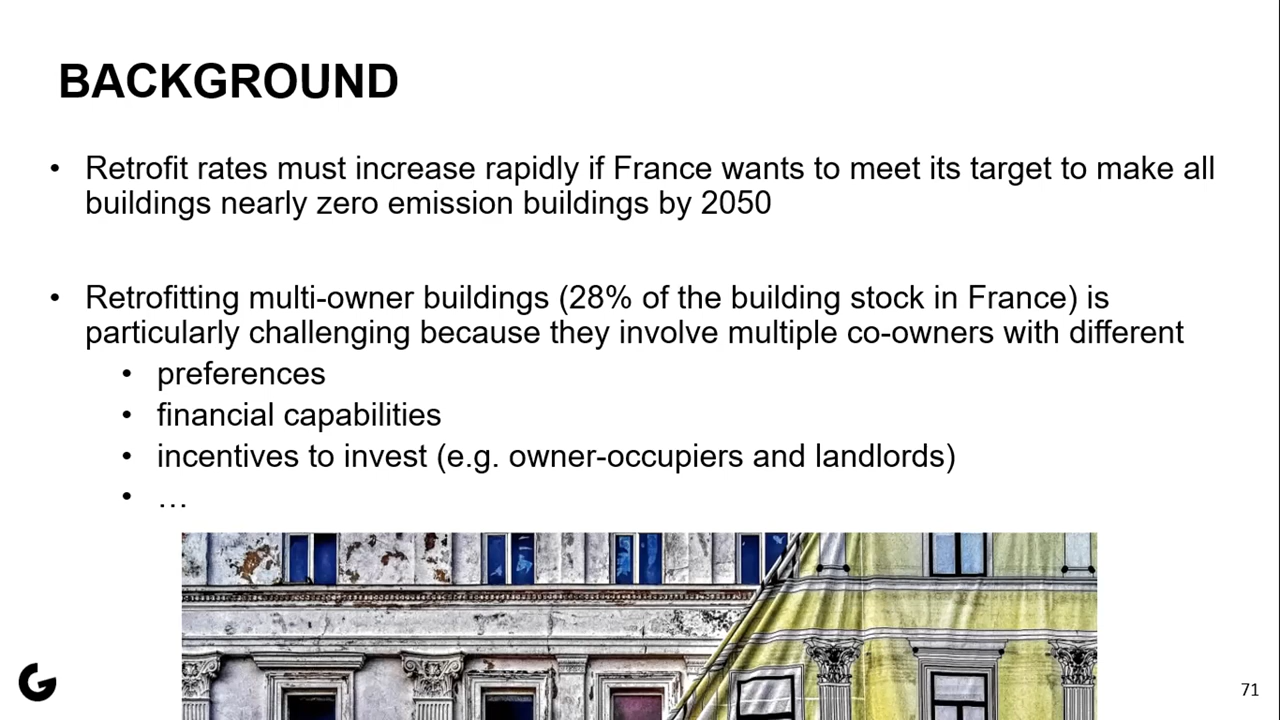 BACKGROUND
• Retrofit rates must increase rapidly if France wants to meet its target to make all
buildings nearly zero emission buildings by 2050
• Retrofitting multi-owner buildings (28% of the building stock in France) is
particularly challenging because they involve multiple co-owners with different
• preferences
• financial capabilities
• incentives to invest (e.g. owner-occupiers and landlords)
• …
G
71